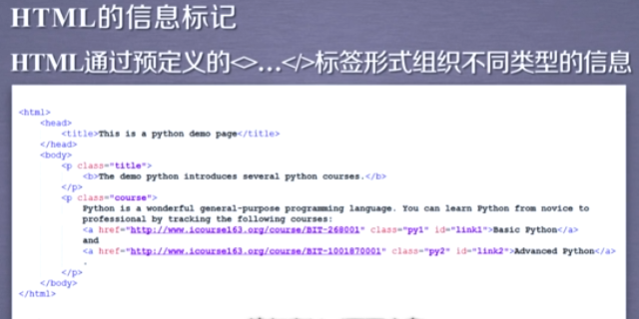 HTML的信息标记
HTML通过预定义的<>…</>标签形式组织不同类型的信息
<html>
<head>
<title>This is a python demo page</title>
</head>
<body>
<p class="title">
<b>The demo python introduces several python courses.</b>
</p>
<p class="course">
Python is a wonderful general-purpose programming language. You can learn Python from novice to
professional by tracking the following courses:
<a href="http://www.icourse163.org/course/BIT-268001" class="py1" id="link1">Basic Python</a>
and
<a href="http://www.icourse163.org/course/BIT-1001870001" class="py2" id="link2">Advanced Python</a>
.
</p>
</body>
</html>